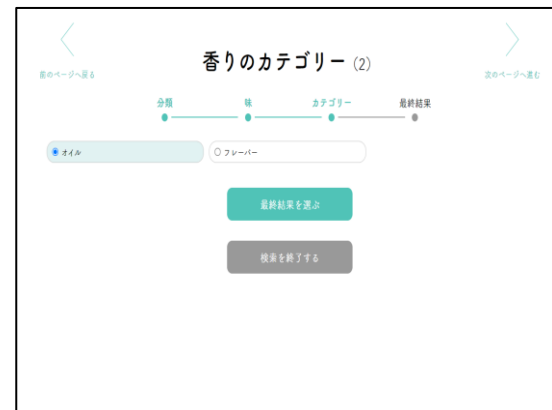 香りのカテゴリー (2)
前のページへ戻る
次のページへ進む
分類 味 カテゴリー 最終結果
オイル フレーバー
最終結果を選ぶ
検索を終了する